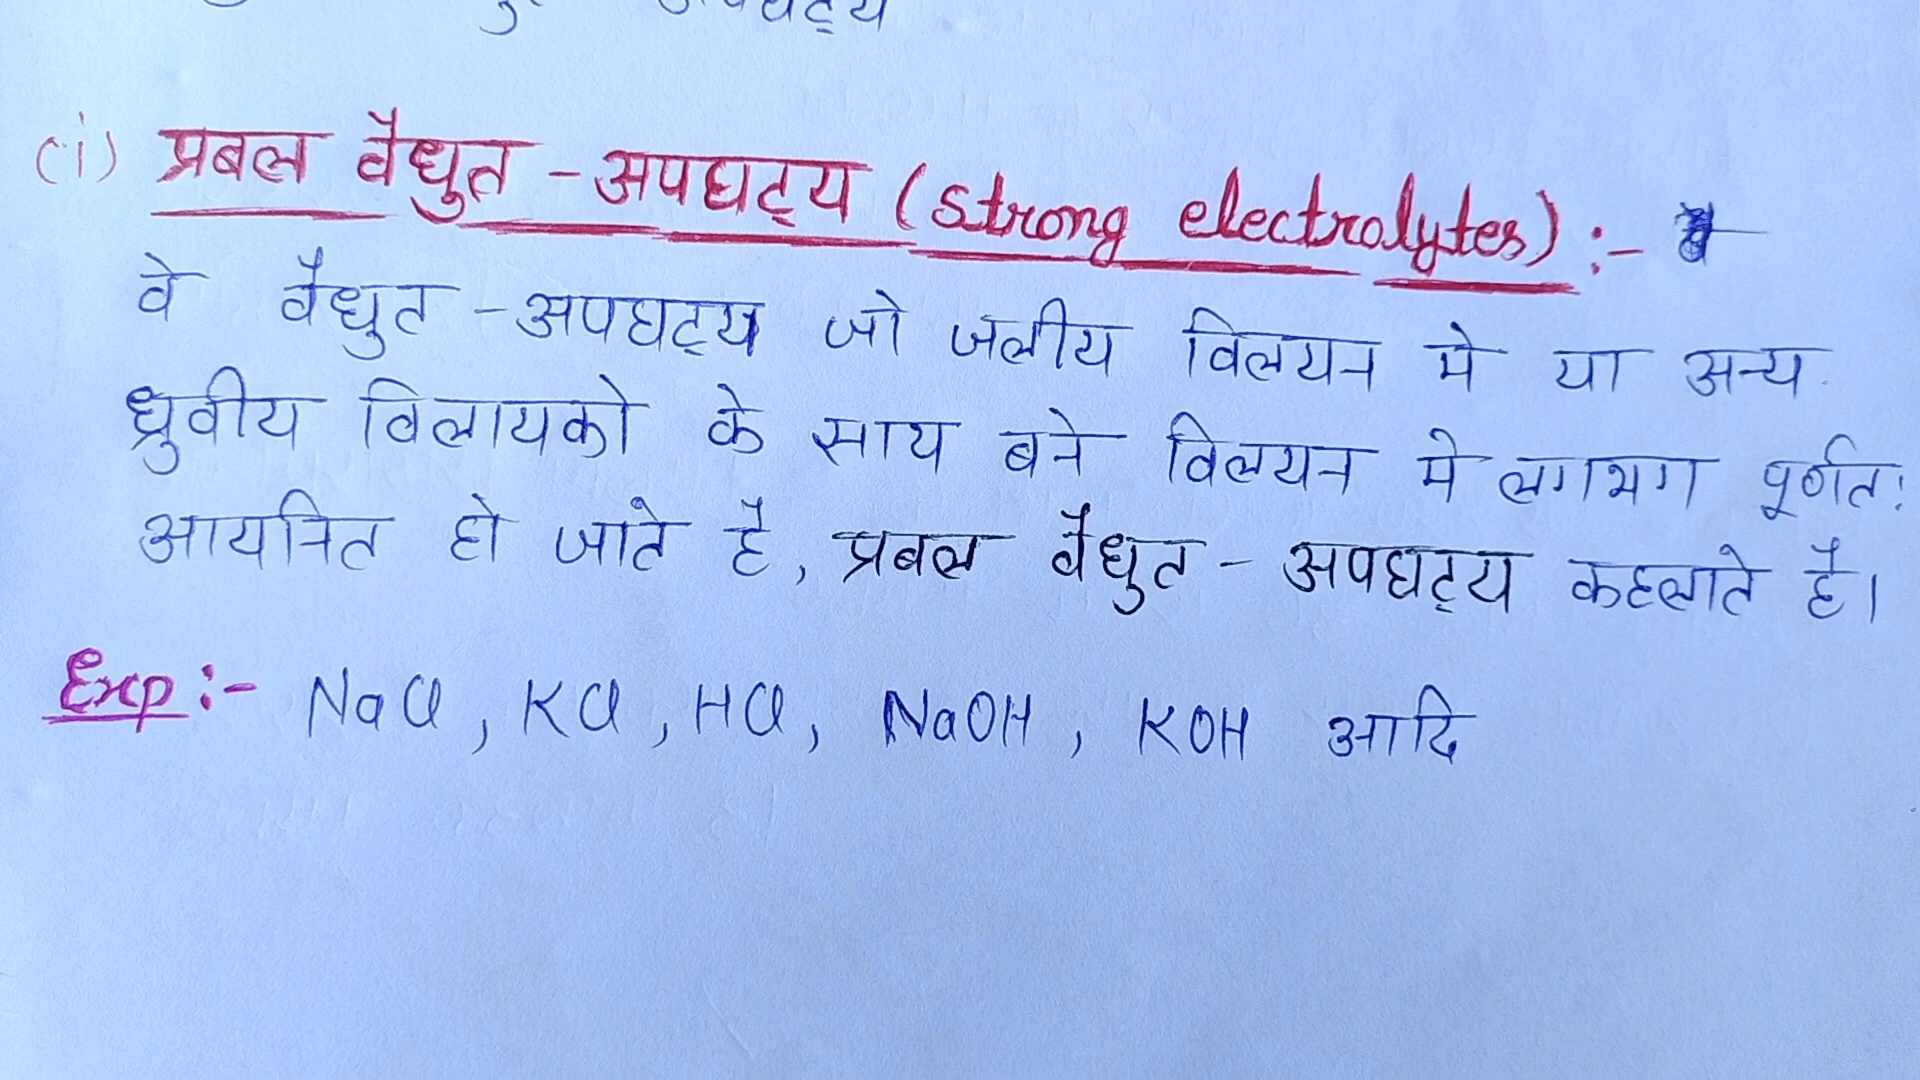 अपघट्य
(i) प्रबल वैधुत - अपघट्य (Strong electrolytes) :-
वे वैधुत - अपघट्य जो जलीय विलयन मे या अन्य
ध्रुवीय विलायको के साथ बने विलयन मे लगभग पूर्णत:
आयनित हो जाते है, प्रबल वैधुत - अपघट्य कहलाते है।
Exp :- NaCl, KCl, HCl, NaOH, KOH आदि